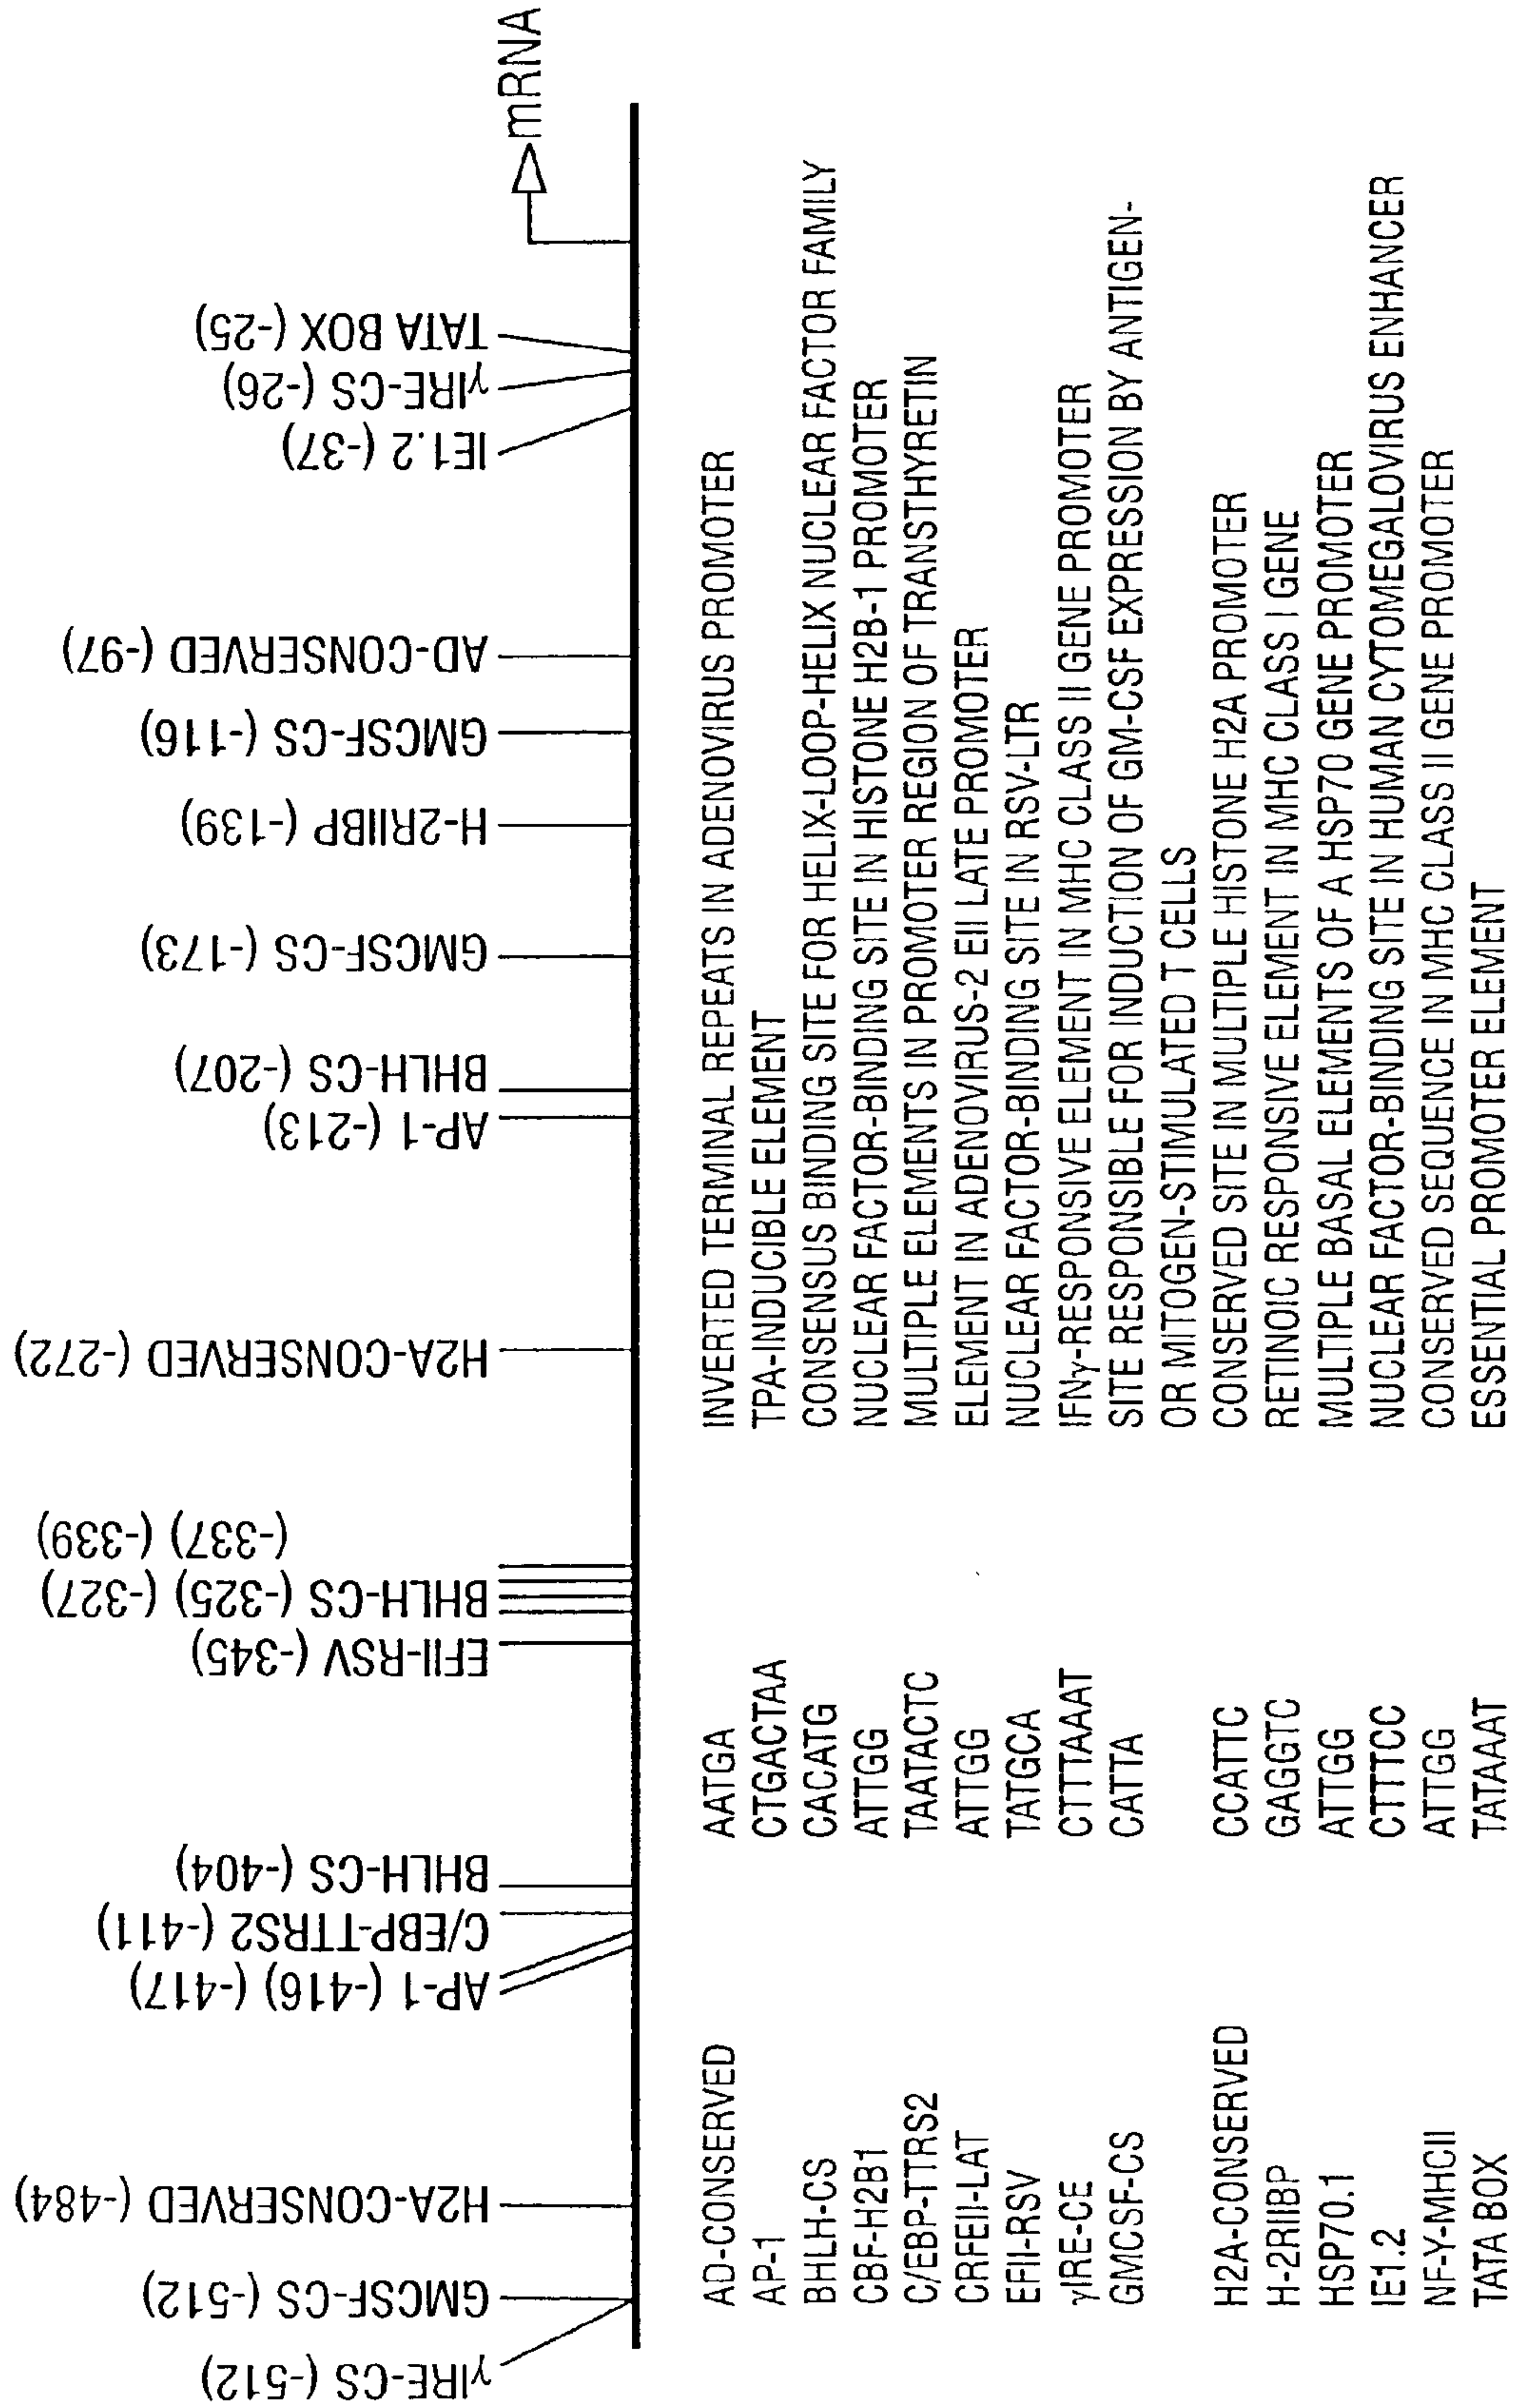 γIRE-CS (-512)
GMCSF-CS (-512)
H2A-CONSERVED (-484)
AP-1 (-416) (-417)
C/EBP-TTRS2 (-411)
BHLH-CS (-404)
EFII-RSV (-345)
BHLH-CS (-325) (-327)
(-337) (-339)
H2A-CONSERVED (-272)
AP-1 (-213)
BHLH-CS (-207)
GMCSF-CS (-173)
H-2RIIBP (-139)
GMCSF-CS (-116)
AD-CONSERVED (-97)
IE1.2 (-37)
γIRE-CS (-26)
TATA BOX (-25)
mRNA
AD-CONSERVED AATGA INVERTED TERMINAL REPEATS IN ADENOVIRUS PROMOTER
AP-1 CTGACTAA TPA-INDUCIBLE ELEMENT
BHLH-CS CACATG CONSENSUS BINDING SITE FOR HELIX-LOOP-HELIX NUCLEAR FACTOR FAMILY
CBF-H2B1 ATTGG NUCLEAR FACTOR-BINDING SITE IN HISTONE H2B-1 PROMOTER
C/EBP-TTRS2 TAATACTC MULTIPLE ELEMENTS IN PROMOTER REGION OF TRANSTHYRETIN
CRFEII-LAT ATTGG ELEMENT IN ADENOVIRUS-2 EII LATE PROMOTER
EFII-RSV TATGCA NUCLEAR FACTOR-BINDING SITE IN RSV-LTR
γIRE-CE CTTTAAAT IFNγ-RESPONSIVE ELEMENT IN MHC CLASS II GENE PROMOTER
GMCSF-CS CATTA SITE RESPONSIBLE FOR INDUCTION OF GM-CSF EXPRESSION BY ANTIGEN-
OR MITOGEN-STIMULATED T CELLS
H2A-CONSERVED CCATTC CONSERVED SITE IN MULTIPLE HISTONE H2A PROMOTER
H-2RIIBP GAGGTC RETINOIC RESPONSIVE ELEMENT IN MHC CLASS I GENE
HSP70.1 ATTGG MULTIPLE BASAL ELEMENTS OF A HSP70 GENE PROMOTER
IE1.2 CTTTCC NUCLEAR FACTOR-BINDING SITE IN HUMAN CYTOMEGALOVIRUS ENHANCER
NF-Y-MHCII ATTGG CONSERVED SEQUENCE IN MHC CLASS II GENE PROMOTER
TATA BOX TATAAAT ESSENTIAL PROMOTER ELEMENT